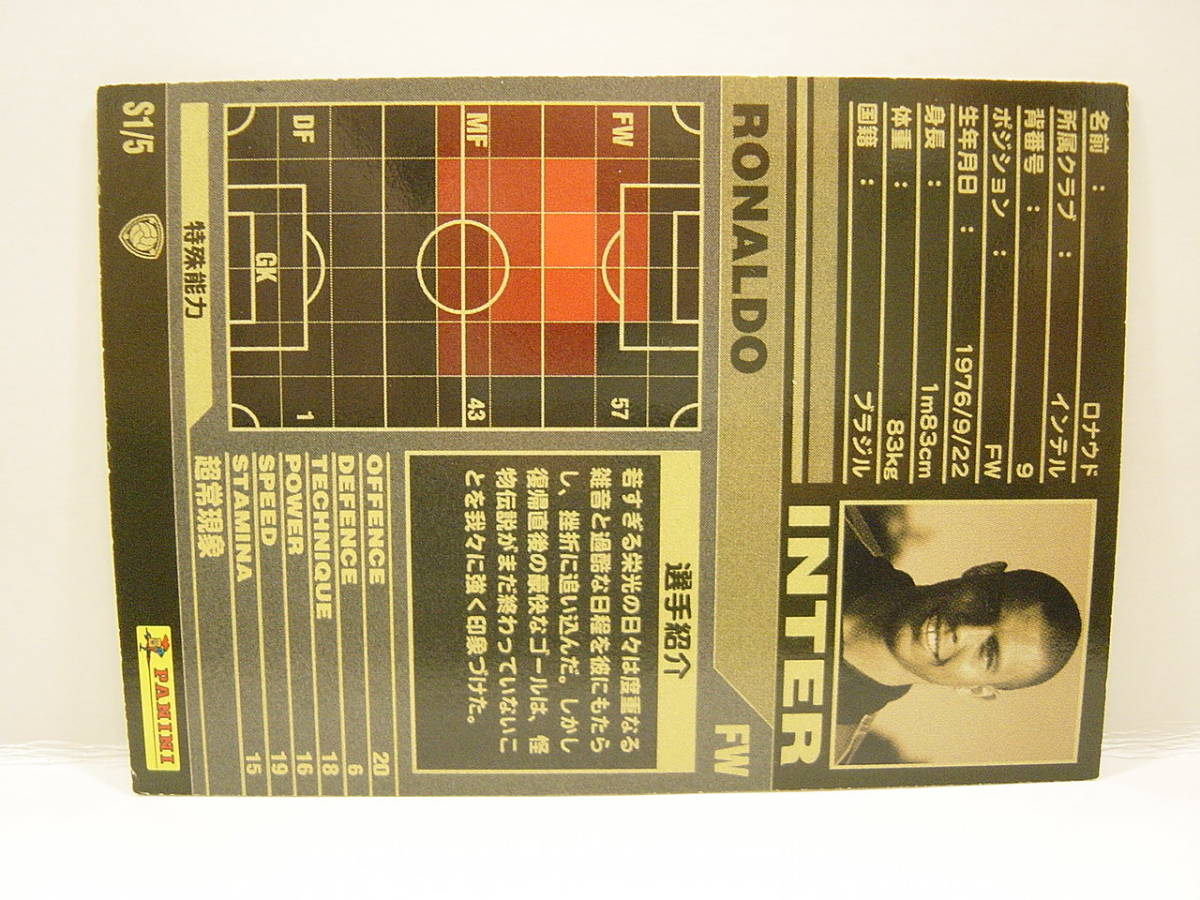 名前 : ロナウド
所属クラブ : インテル
背番号 : 9
ポジション : FW
生年月日 : 1976/9/22
身長 : 1m83cm
体重 : 83kg
国籍 : ブラジル
INTER
RONALDO FW
FW 57
MF 43
DF 1
GK
選手紹介
若すぎる栄光の日々は度重なる
雑音と過酷な日程を彼にもたら
し、挫折に追い込んだ。しかし
復帰直後の最快なゴールは、怪
物伝説がまだ終わっていないこ
とを我々に強く印象づけた。
OFFENCE 20
DEFENCE 6
TECHNIQUE 18
POWER 16
SPEED 19
STAMINA 15
特殊能力
超常現象
S1/5
PANINI